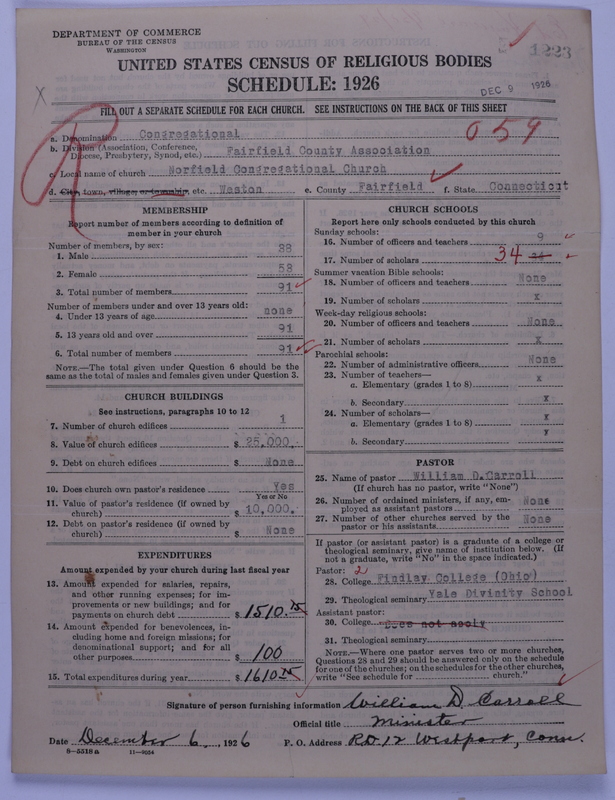 DEPARTMENT OF COMMERCE
BUREAU OF THE CENSUS
WASHINGTON
1223
UNITED STATES CENSUS OF RELIGIOUS BODIES
SCHEDULE: 1926
DEC 9 1926
FILL OUT A SEPARATE SCHEDULE FOR EACH CHURCH. SEE INSTRUCTIONS ON THE BACK OF THIS SHEET
R
059
a. Denomination Congregational
b. Division (Association, Conference, Diocese, Presbytery, Synod, etc.) Fairfield County Association
c. Local name of church Norfield Congregational Church
d. City, town, village, or township, etc. Weston e. County Fairfield f. State Connecticut
MEMBERSHIP
Report number of members according to definition of member in your church
Number of members, by sex:
1. Male 38
2. Female 53
3. Total number of members 91
Number of members under and over 13 years old:
4. Under 13 years of age none
5. 13 years old and over 91
6. Total number of members 91
NOTE.—The total given under Question 6 should be the same as the total of males and females given under Question 3.
CHURCH BUILDINGS
See instructions, paragraphs 10 to 12
7. Number of church edifices 1
8. Value of church edifices $ 25,000.
9. Debt on church edifices $ None
10. Does church own pastor's residence Yes
Yes or No
11. Value of pastor's residence (if owned by church) $ 10,000.
12. Debt on pastor's residence (if owned by church) $ None
EXPENDITURES
Amount expended by your church during last fiscal year
13. Amount expended for salaries, repairs, and other running expenses; for improvements or new buildings; and for payments on church debt $ 1510.75
14. Amount expended for benevolences, including home and foreign missions; for denominational support; and for all other purposes $ 100
15. Total expenditures during year $ 1610.75
CHURCH SCHOOLS
Report here only schools conducted by this church
Sunday schools:
16. Number of officers and teachers 9
17. Number of scholars 34
Summer vacation Bible schools:
18. Number of officers and teachers None
19. Number of scholars x
Week-day religious schools:
20. Number of officers and teachers None
21. Number of scholars x
Parochial schools:
22. Number of administrative officers None
23. Number of teachers—
a. Elementary (grades 1 to 8) x
b. Secondary x
24. Number of scholars—
a. Elementary (grades 1 to 8) x
b. Secondary x
PASTOR
25. Name of pastor William D. Carroll
(If church has no pastor, write "None")
26. Number of ordained ministers, if any, employed as assistant pastors None
27. Number of other churches served by the pastor or his assistants None
If pastor (or assistant pastor) is a graduate of a college or theological seminary, give name of institution below. (If not a graduate, write "No" in the space indicated.)
Pastor: 2
28. College Findlay College (Ohio)
29. Theological seminary Yale Divinity School
Assistant pastor:
30. College Does not apply
31. Theological seminary
NOTE.—Where one pastor serves two or more churches, Questions 28 and 29 should be answered only on the schedule for one of the churches; on the schedules for the other churches, write "See schedule for church."
Signature of person furnishing information William D. Carroll
Official title Minister
Date December 6, 1926 P. O. Address R.D. 12 Westport, Conn.
8-5518 a 11-9034